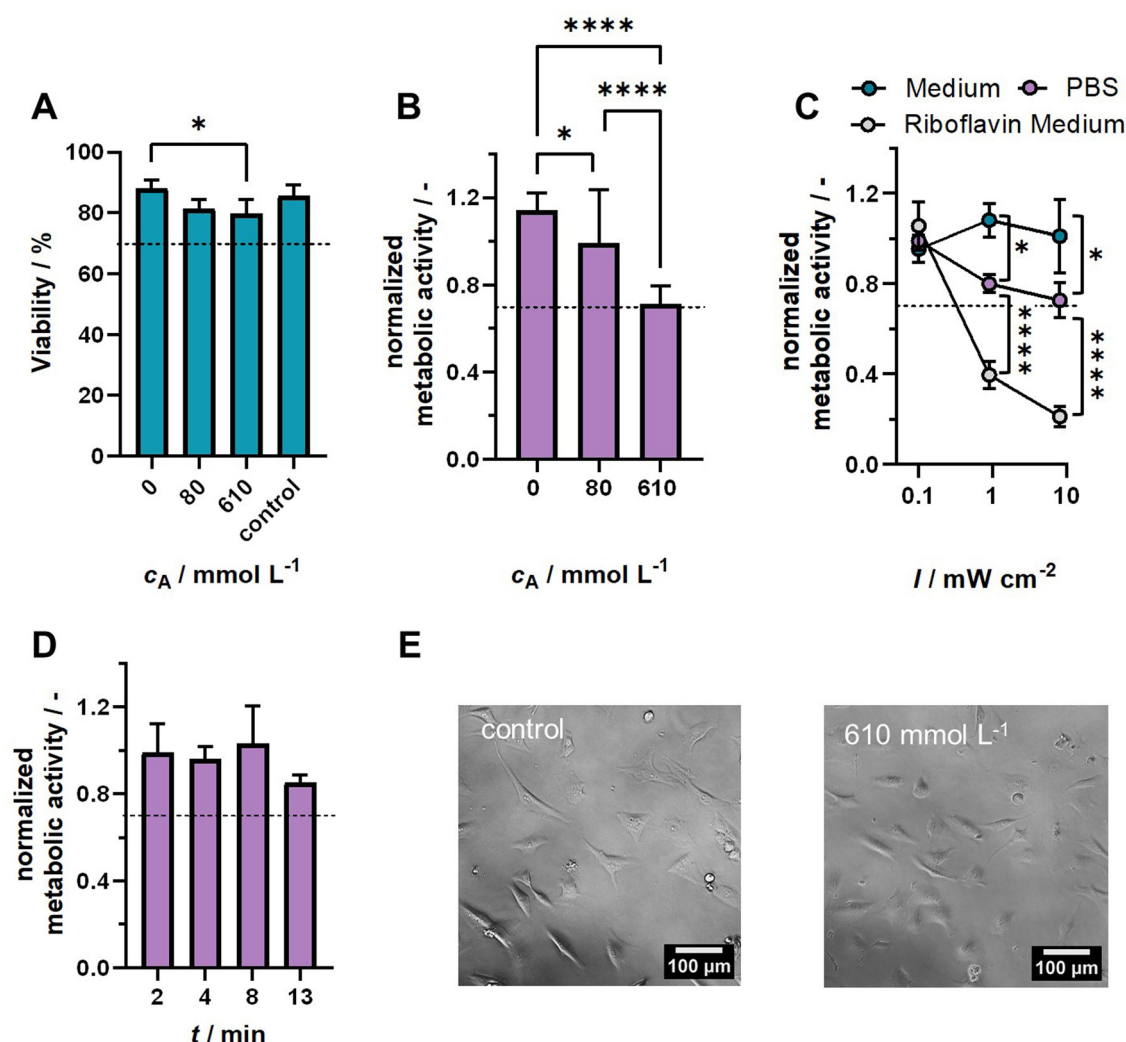 A
*
Viability / %
100
80
60
40
20
0
0
80
610
control
cA / mmol L-1
B
****
****
*
normalized
metabolic activity / -
1.2
0.8
0.4
0.0
0
80
610
cA / mmol L-1
C
Medium
PBS
Riboflavin Medium
normalized
metabolic activity / -
1.2
0.8
0.4
0.0
*
*
****
****
0.1
1
10
I / mW cm-2
D
normalized
metabolic activity / -
1.2
0.8
0.4
0.0
2
4
8
13
t / min
E
control
100 µm
610 mmol L-1
100 µm